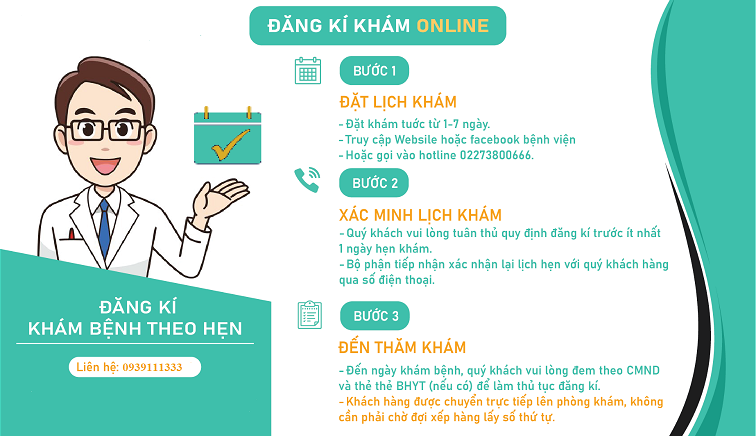 ĐĂNG KÍ KHÁM ONLINE
BƯỚC 1
ĐẶT LỊCH KHÁM
- Đặt khám tuớc từ 1-7 ngày.
- Truy cập Website hoặc facebook bệnh viện
- Hoặc gọi vào hotline 02273800666.
BƯỚC 2
XÁC MINH LỊCH KHÁM
- Quý khách vui lòng tuân thủ quy định đăng kí trước ít nhất
1 ngày hẹn khám.
- Bộ phận tiếp nhận xác nhận lại lịch hẹn với quý khách hàng
qua số điện thoại.
BƯỚC 3
ĐẾN THĂM KHÁM
- Đến ngày khám bệnh, quý khách vui lòng đem theo CMND
và thẻ thẻ BHYT (nếu có) để làm thủ tục đăng kí.
- Khách hàng được chuyển trực tiếp lên phòng khám, không
cần phải chờ đợi xếp hàng lấy số thứ tự.
ĐĂNG KÍ
KHÁM BỆNH THEO HẸN
Liên hệ: 0939111333